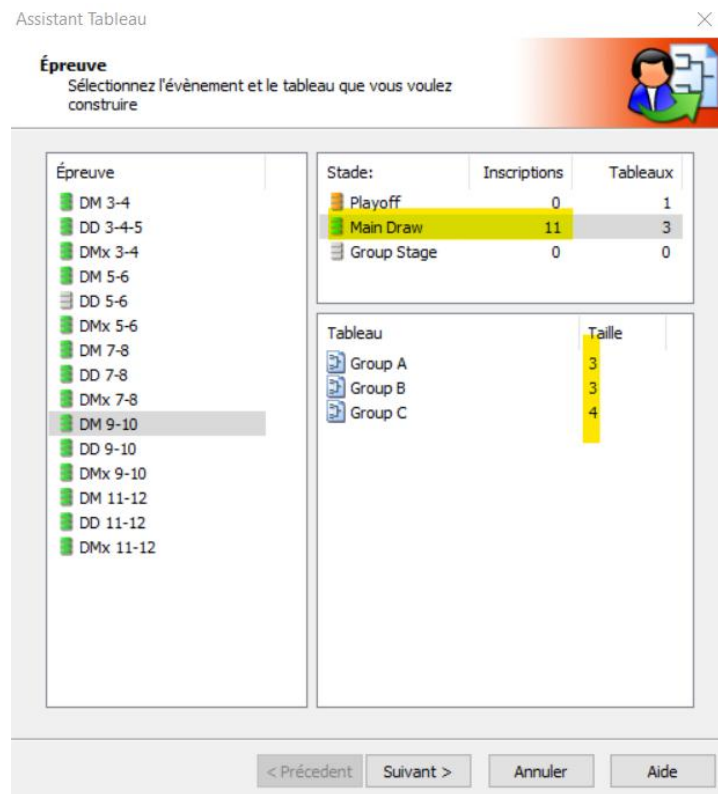 Assistant Tableau
Épreuve
Sélectionnez l'évènement et le tableau que vous voulez
construire
Épreuve
DM 3-4
DD 3-4-5
DMx 3-4
DM 5-6
DD 5-6
DMx 5-6
DM 7-8
DD 7-8
DMx 7-8
DM 9-10
DD 9-10
DMx 9-10
DM 11-12
DD 11-12
DMx 11-12
Stade: Inscriptions Tableaux
Playoff 0 1
Main Draw 11 3
Group Stage 0 0
Tableau Taille
Group A 3
Group B 3
Group C 4
< Précedent Suivant > Annuler Aide